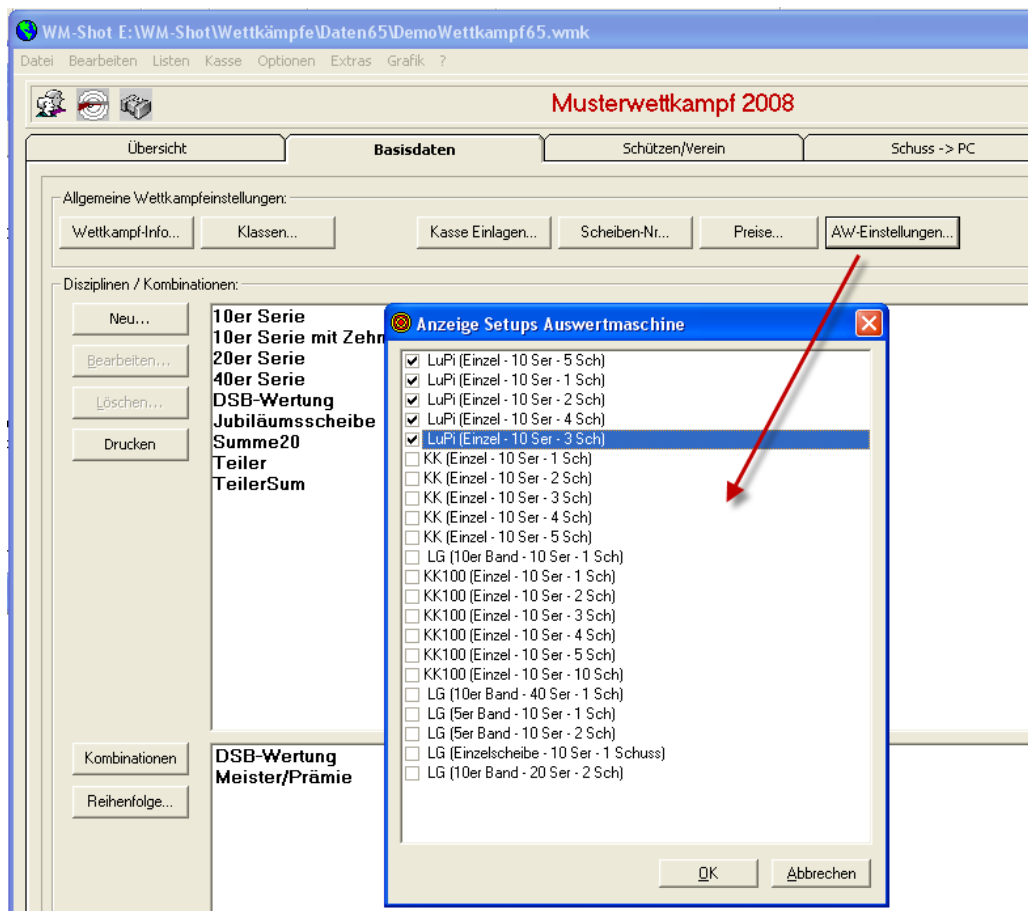 WM-Shot E:\WM-Shot\Wettkämpfe\Daten65\DemoWettkampf65.wmk
Datei Bearbeiten Listen Kasse Optionen Extras Grafik ?
Musterwettkampf 2008
Übersicht Basisdaten Schützen/Verein Schuss -> PC
Allgemeine Wettkampfeinstellungen:
Wettkampf-Info... Klassen... Kasse Einlagen... Scheiben-Nr... Preise... AW-Einstellungen...
Disziplinen / Kombinationen:
Neu...
Bearbeiten...
Löschen...
Drucken
10er Serie
10er Serie mit Zehn
20er Serie
40er Serie
DSB-Wertung
Jubiläumsscheibe
Summe20
Teiler
TeilerSum
Anzeige Setups Auswertmaschine
LuPi (Einzel - 10 Ser - 5 Sch)
LuPi (Einzel - 10 Ser - 1 Sch)
LuPi (Einzel - 10 Ser - 2 Sch)
LuPi (Einzel - 10 Ser - 4 Sch)
LuPi (Einzel - 10 Ser - 3 Sch)
KK (Einzel - 10 Ser - 1 Sch)
KK (Einzel - 10 Ser - 2 Sch)
KK (Einzel - 10 Ser - 3 Sch)
KK (Einzel - 10 Ser - 4 Sch)
KK (Einzel - 10 Ser - 5 Sch)
LG (10er Band - 10 Ser - 1 Sch)
KK100 (Einzel - 10 Ser - 1 Sch)
KK100 (Einzel - 10 Ser - 2 Sch)
KK100 (Einzel - 10 Ser - 3 Sch)
KK100 (Einzel - 10 Ser - 4 Sch)
KK100 (Einzel - 10 Ser - 5 Sch)
KK100 (Einzel - 10 Ser - 10 Sch)
LG (10er Band - 40 Ser - 1 Sch)
LG (5er Band - 10 Ser - 1 Sch)
LG (5er Band - 10 Ser - 2 Sch)
LG (Einzelscheibe - 10 Ser - 1 Schuss)
LG (10er Band - 20 Ser - 2 Sch)
OK Abbrechen
Kombinationen
Reihenfolge...
DSB-Wertung
Meister/Prämie